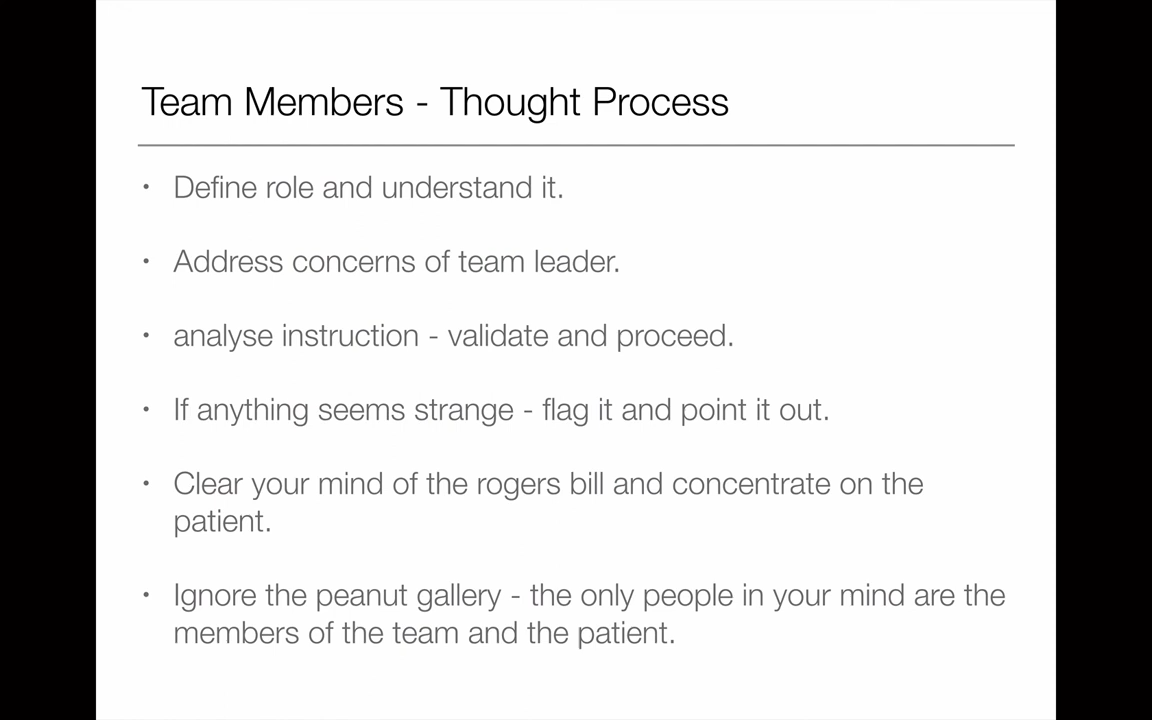 Team Members - Thought Process
• Define role and understand it.
• Address concerns of team leader.
• analyse instruction - validate and proceed.
• If anything seems strange - flag it and point it out.
• Clear your mind of the rogers bill and concentrate on the
patient.
• Ignore the peanut gallery - the only people in your mind are the
members of the team and the patient.